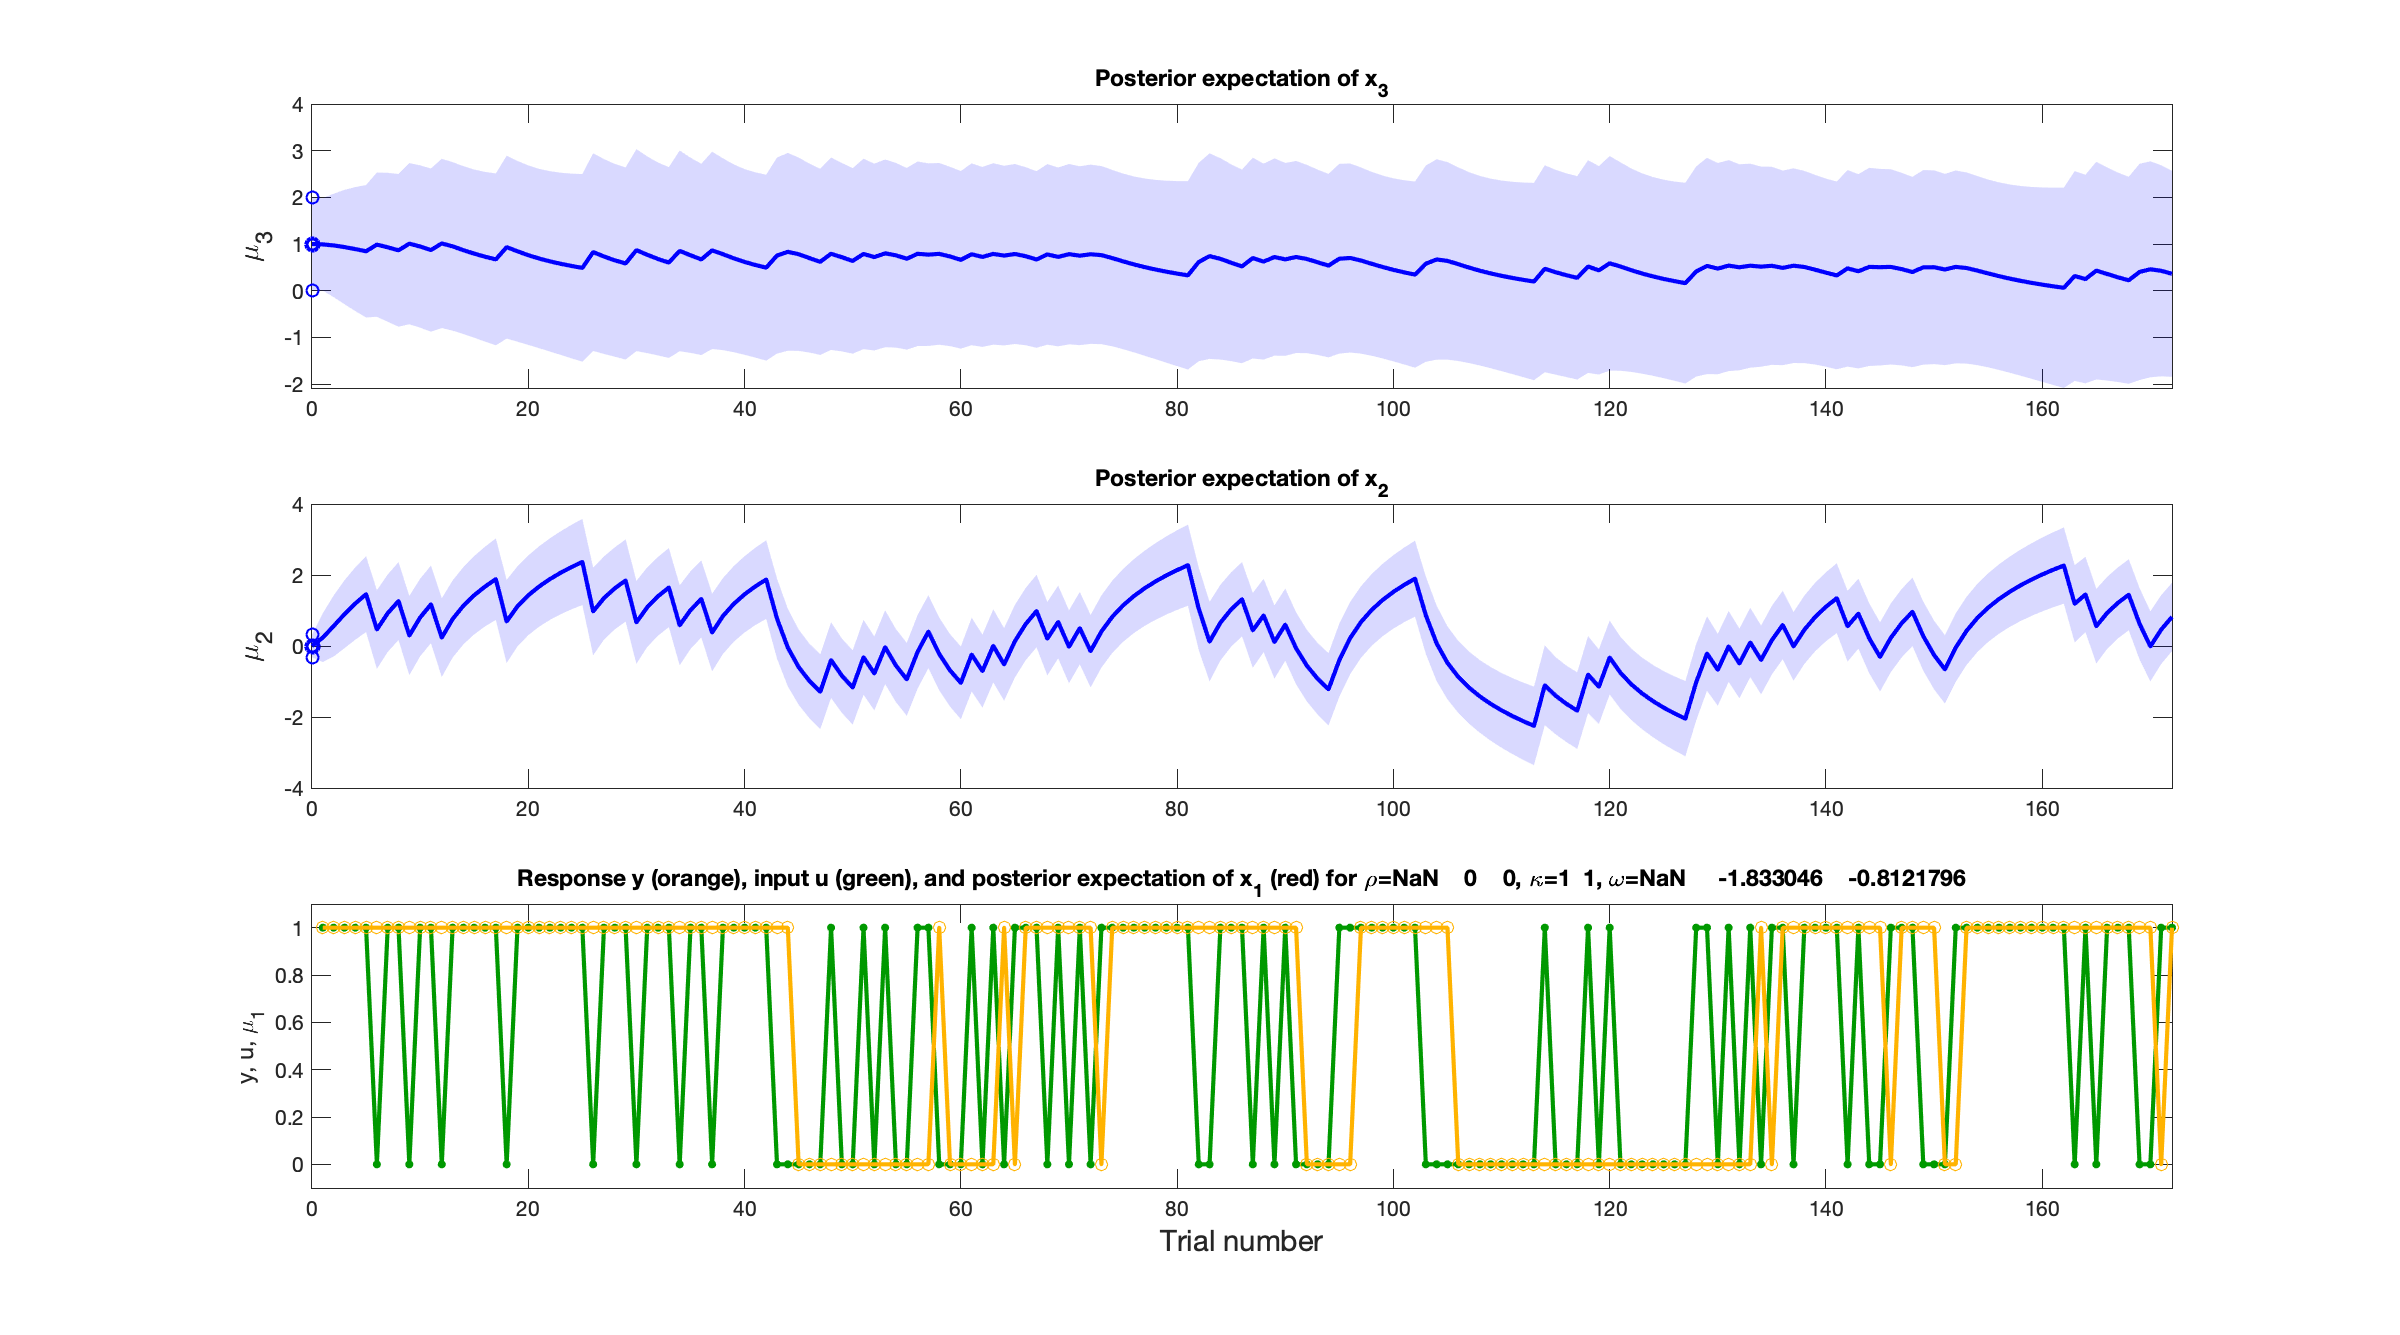 Posterior expectation of x3
4
3
2
1
0
-1
-2
μ3
0 20 40 60 80 100 120 140 160
Posterior expectation of x2
4
2
0
-2
-4
μ2
0 20 40 60 80 100 120 140 160
Response y (orange), input u (green), and posterior expectation of x1 (red) for ρ=NaN 0 0, κ=1 1, ω=NaN -1.833046 -0.8121796
1
0.8
0.6
0.4
0.2
0
y, u, μ1
0 20 40 60 80 100 120 140 160
Trial number